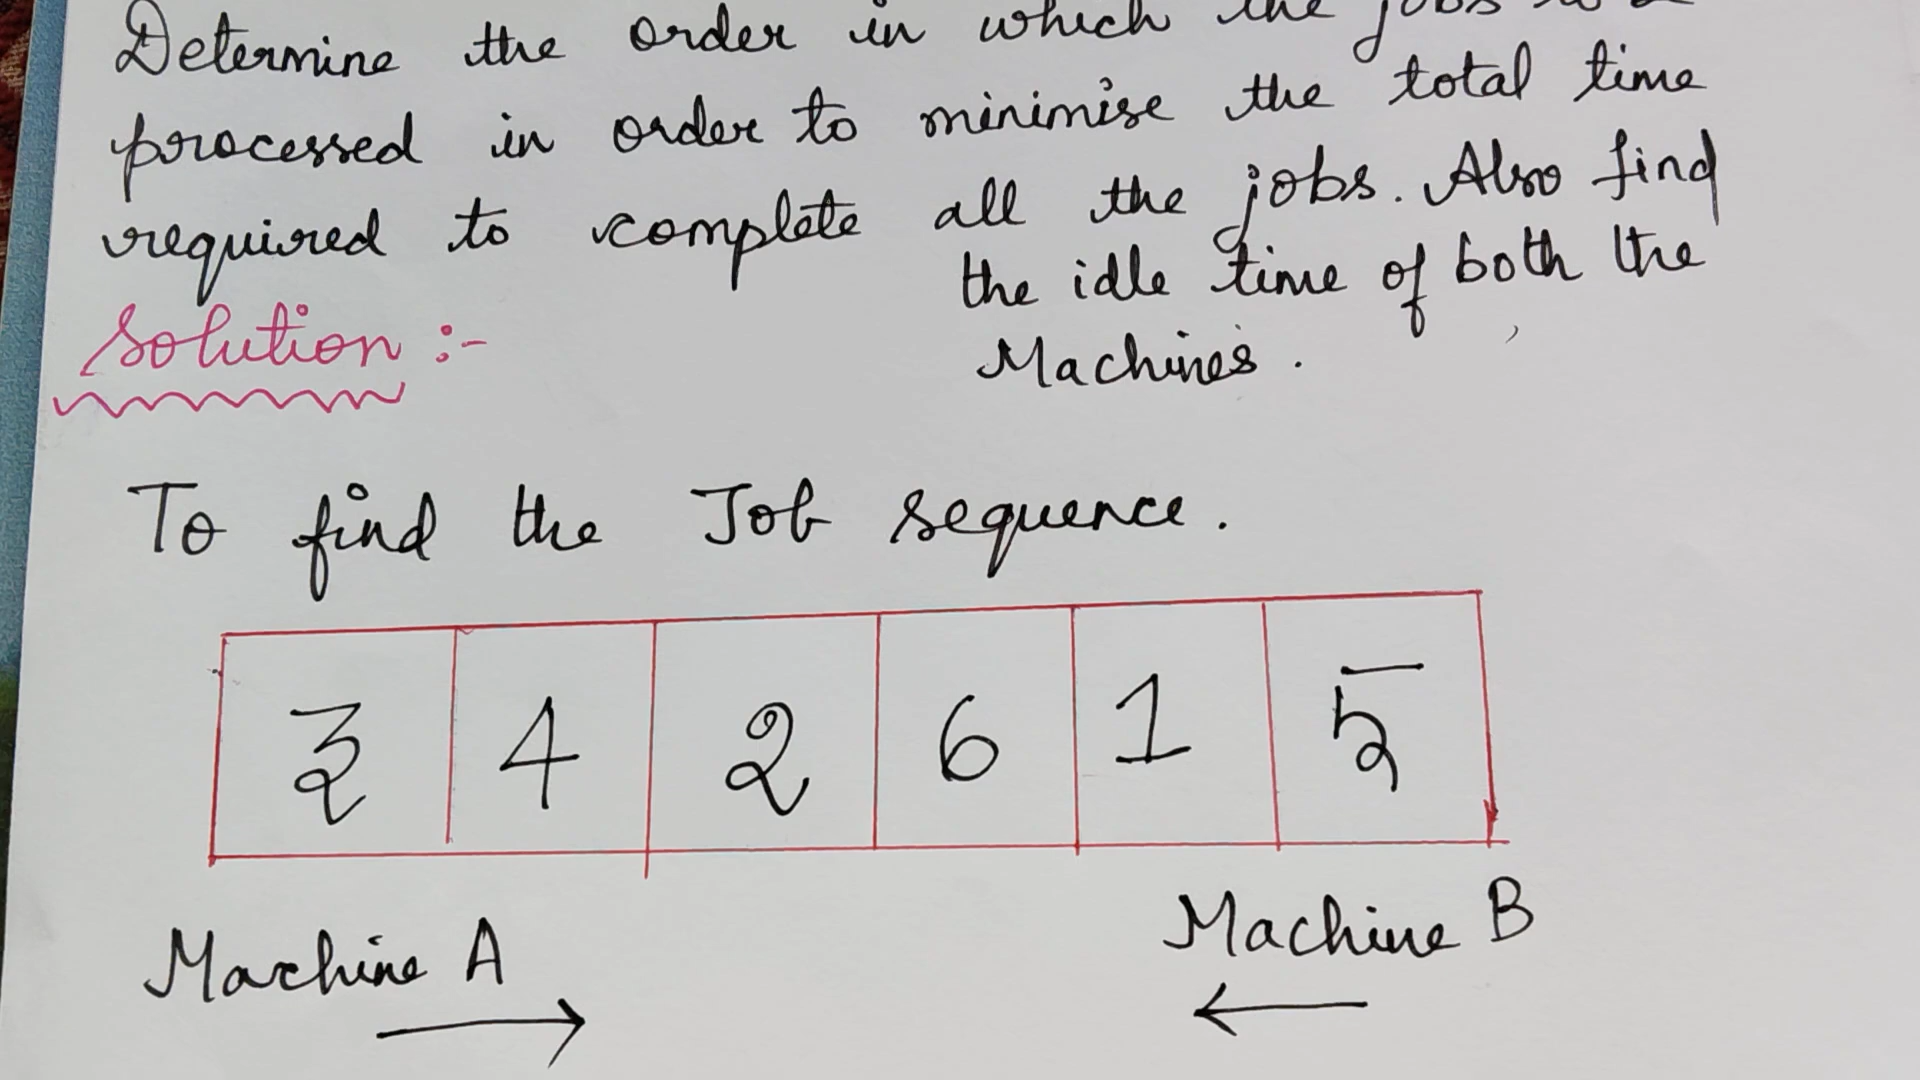 Determine the order in which the jobs
processed in order to minimise the total time
required to complete all the jobs. Also find
the idle time of both the
Machines.
Solution :-
To find the Job sequence.
3 4 2 6 1 5
Machine A
Machine B